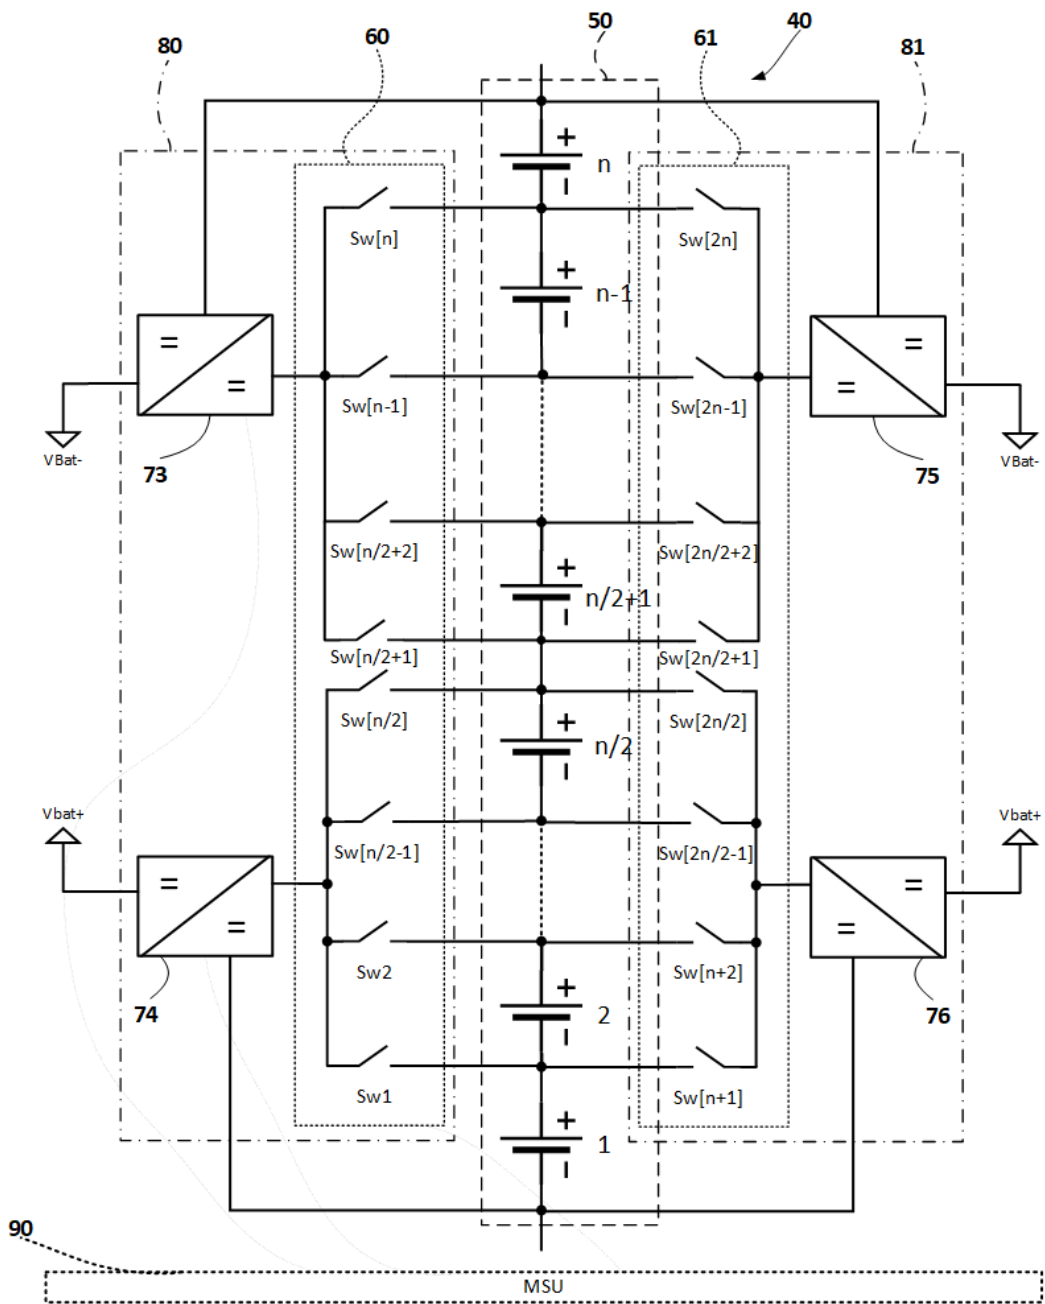 50
40
60
61
80
81
+
n
Sw[n]
Sw[2n]
+
n-1
=
=
=
=
Sw[n-1]
Sw[2n-1]
VBat-
73
75
VBat-
Sw[n/2+2]
Sw[2n/2+2]
+
n/2+1
Sw[n/2+1]
Sw[2n/2+1]
Sw[n/2]
Sw[2n/2]
+
n/2
Vbat+
Vbat+
Sw[n/2-1]
Sw[2n/2-1]
=
=
=
=
Sw2
Sw[n+2]
+
2
74
76
Sw1
Sw[n+1]
+
1
90
MSU